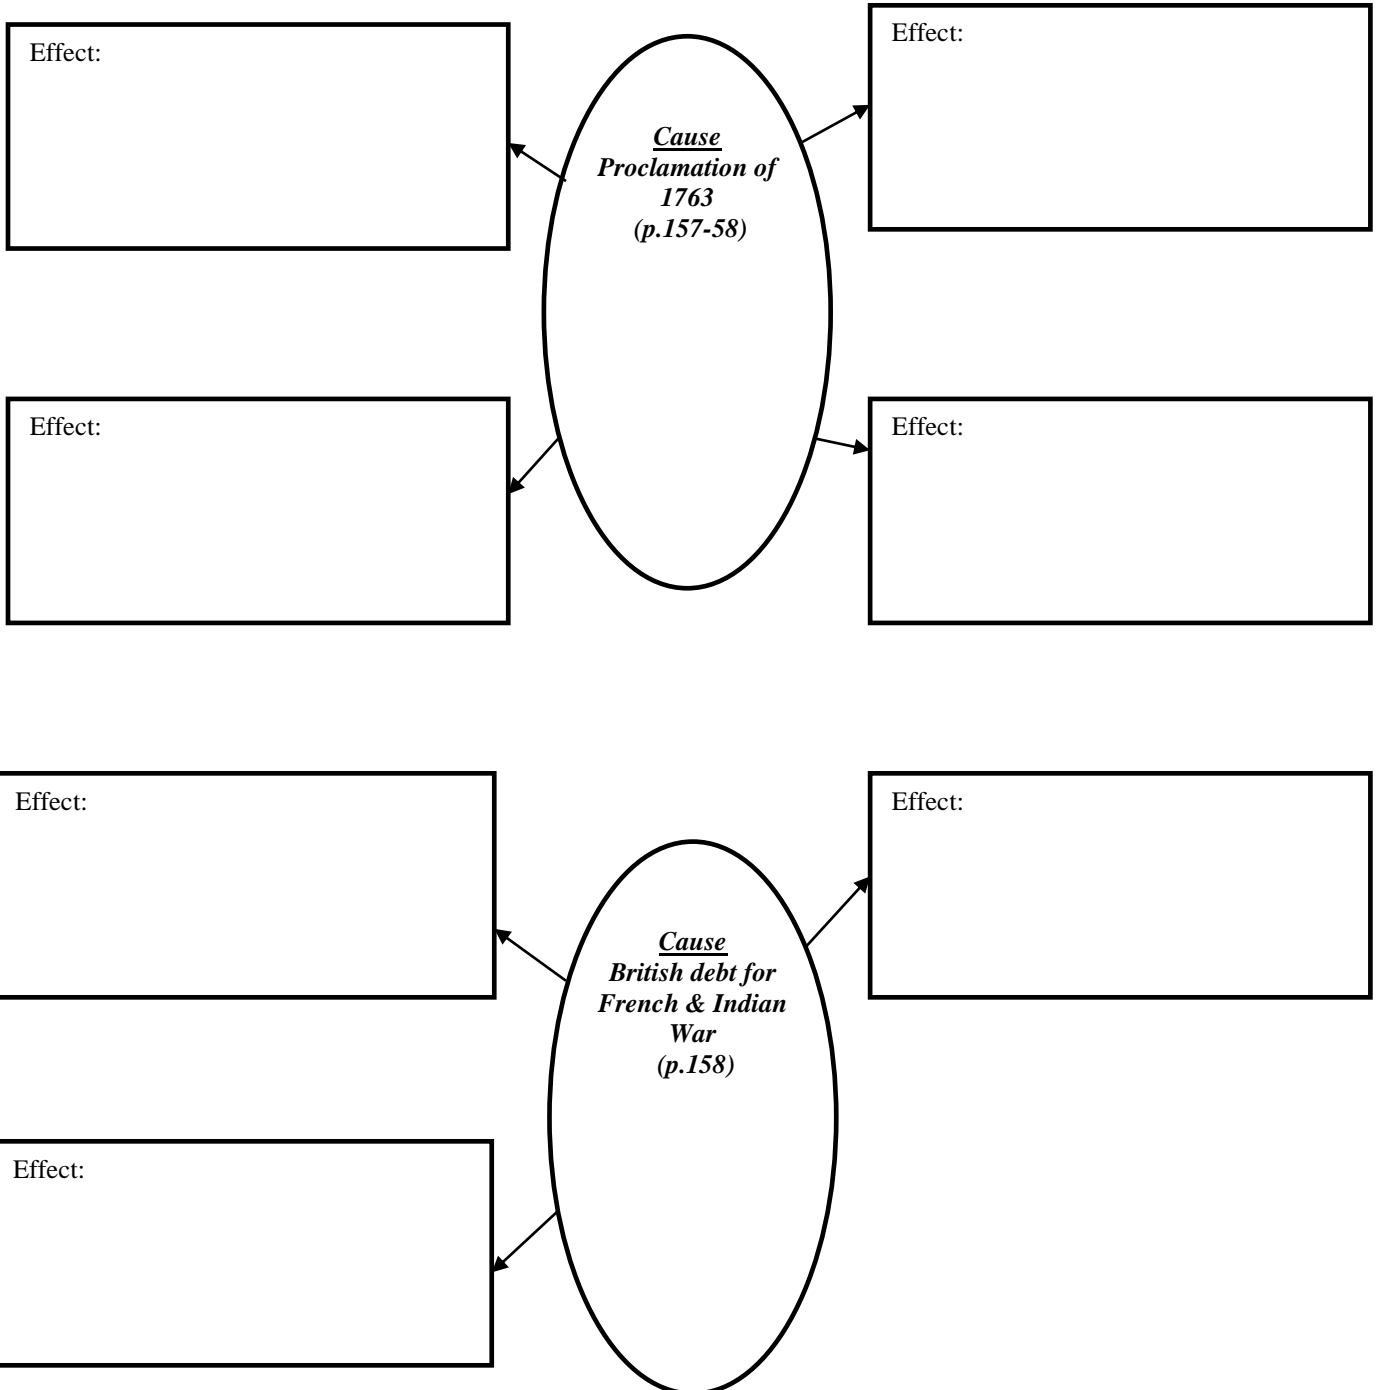 Effect:
Effect:
Cause
Proclamation of
1763
(p.157-58)
Effect:
Effect:
Effect:
Effect:
Cause
British debt for
French & Indian
War
(p.158)
Effect: